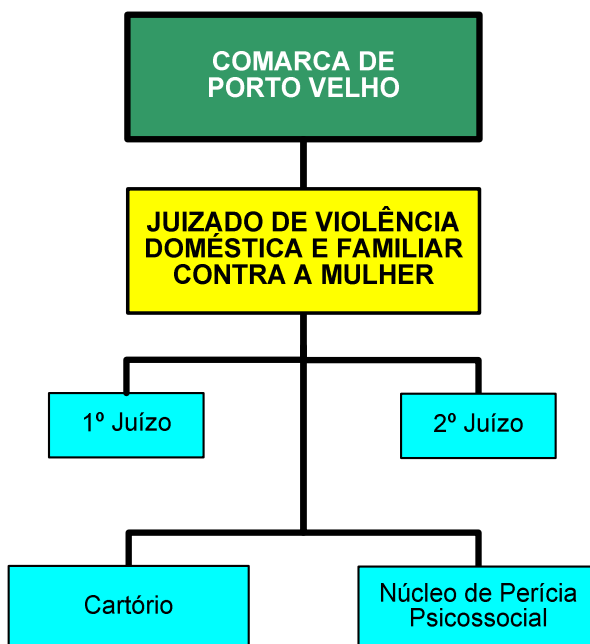 COMARCA DE
PORTO VELHO
JUIZADO DE VIOLÊNCIA
DOMÉSTICA E FAMILIAR
CONTRA A MULHER
1º Juízo
2º Juízo
Cartório
Núcleo de Perícia
Psicossocial